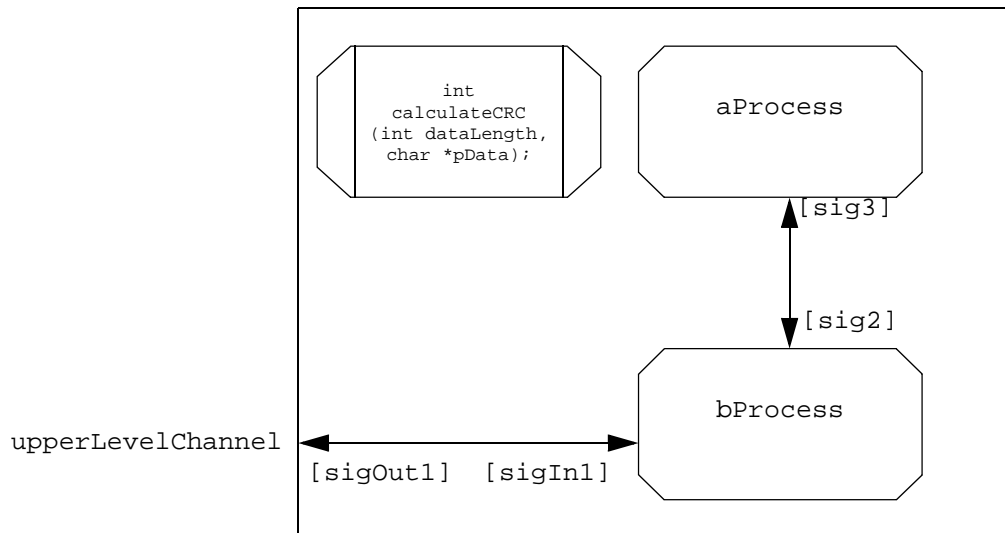 int
calculateCRC
(int dataLength,
char *pData);
aProcess
[sig3]
[sig2]
bProcess
upperLevelChannel
[sigOut1]
[sigIn1]